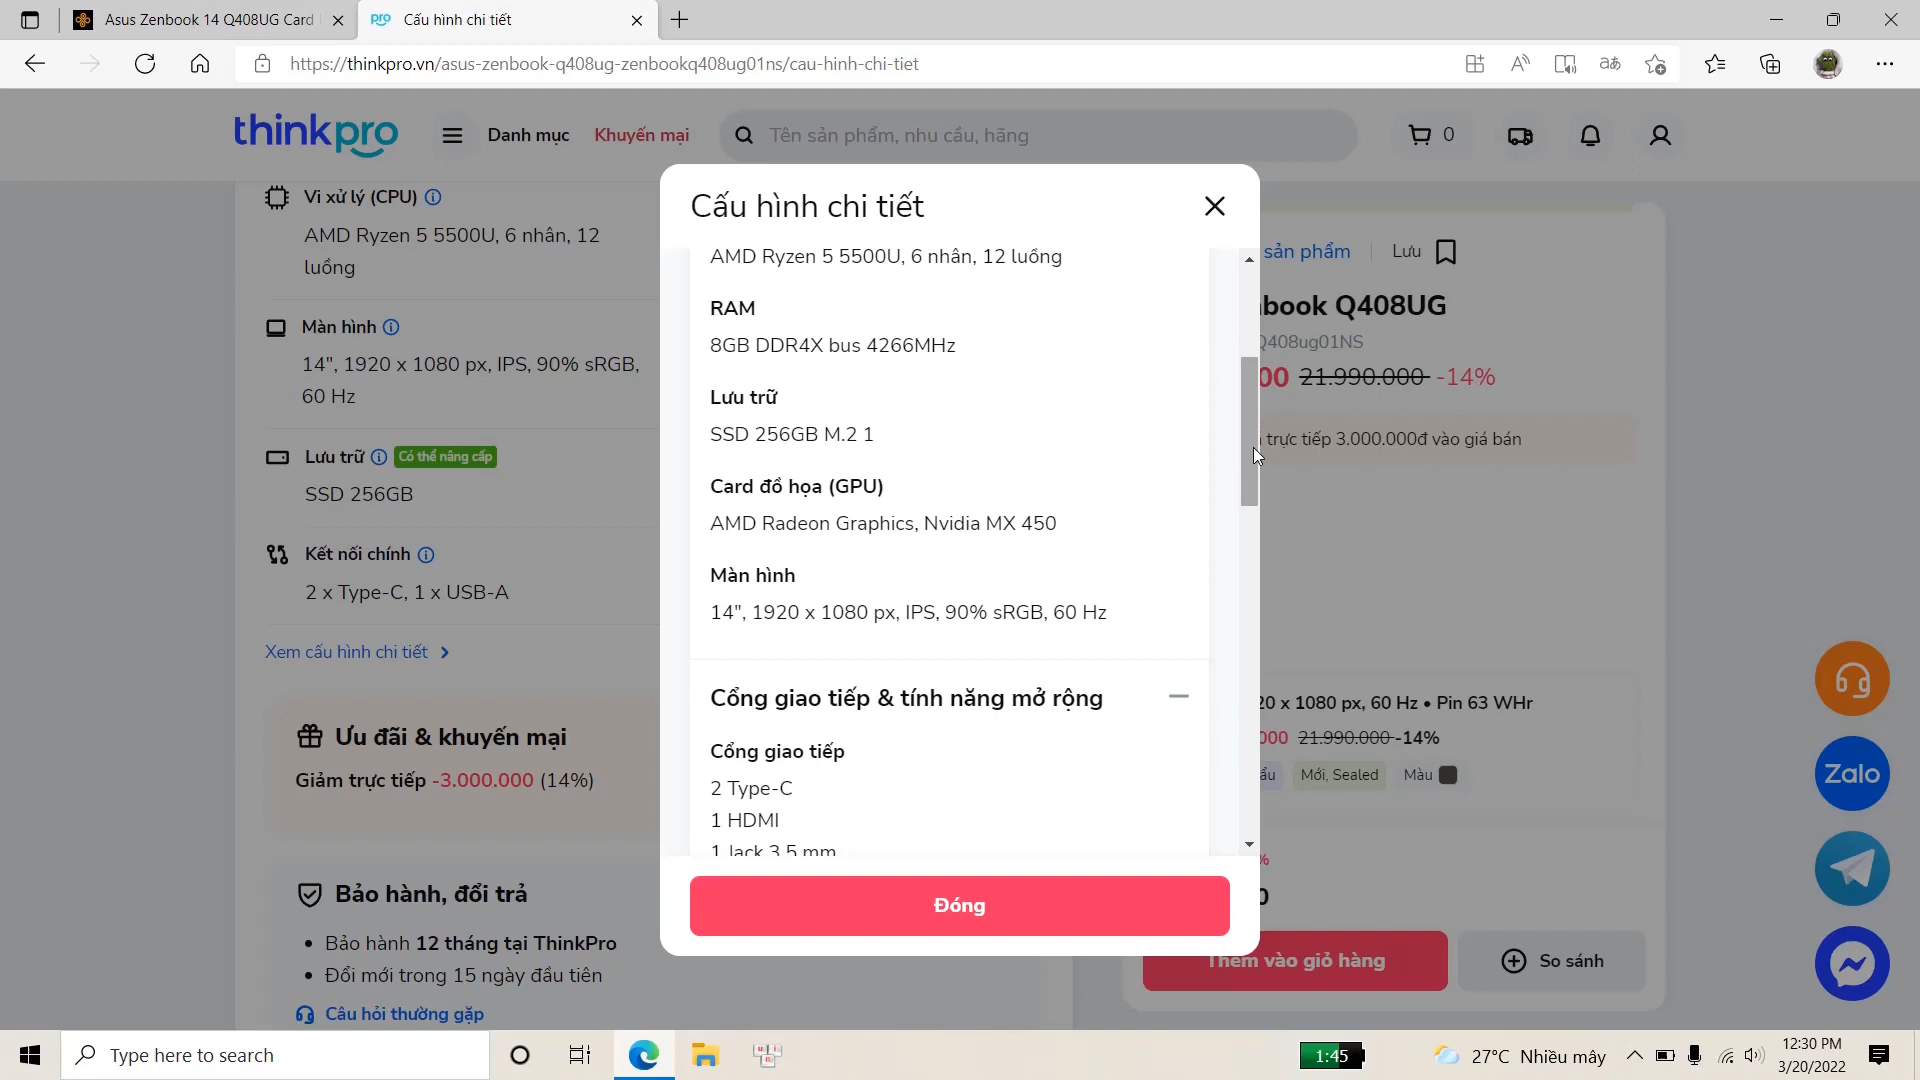 Asus Zenbook 14 Q408UG Card
pro Cấu hình chi tiết
https://thinkpro.vn/asus-zenbook-q408ug-zenbookq408ug01ns/cau-hinh-chi-tiet
thinkpro
Danh mục
Khuyến mại
Tên sản phẩm, nhu cầu, hãng
0
Vi xử lý (CPU)
AMD Ryzen 5 5500U, 6 nhân, 12
luồng
Màn hình
14", 1920 x 1080 px, IPS, 90% sRGB,
60 Hz
Lưu trữ Có thể nâng cấp
SSD 256GB
Kết nối chính
2 x Type-C, 1 x USB-A
Xem cấu hình chi tiết
Ưu đãi & khuyến mại
Giảm trực tiếp -3.000.000 (14%)
Bảo hành, đổi trả
• Bảo hành 12 tháng tại ThinkPro
• Đổi mới trong 15 ngày đầu tiên
Câu hỏi thường gặp
Cấu hình chi tiết
AMD Ryzen 5 5500U, 6 nhân, 12 luồng
RAM
8GB DDR4X bus 4266MHz
Lưu trữ
SSD 256GB M.2 1
Card đồ họa (GPU)
AMD Radeon Graphics, Nvidia MX 450
Màn hình
14", 1920 x 1080 px, IPS, 90% sRGB, 60 Hz
Cổng giao tiếp & tính năng mở rộng
Cổng giao tiếp
2 Type-C
1 HDMI
1 Jack 3.5 mm
Đóng
sản phẩm Lưu
book Q408UG
Q408ug01NS
00 21.990.000 -14%
trực tiếp 3.000.000đ vào giá bán
20 x 1080 px, 60 Hz • Pin 63 WHr
000 21.990.000 -14%
ẩu Mới, Sealed Màu
%
0
Thêm vào giỏ hàng
So sánh
Zalo
Type here to search
1:45
27°C Nhiều mây
12:30 PM
3/20/2022